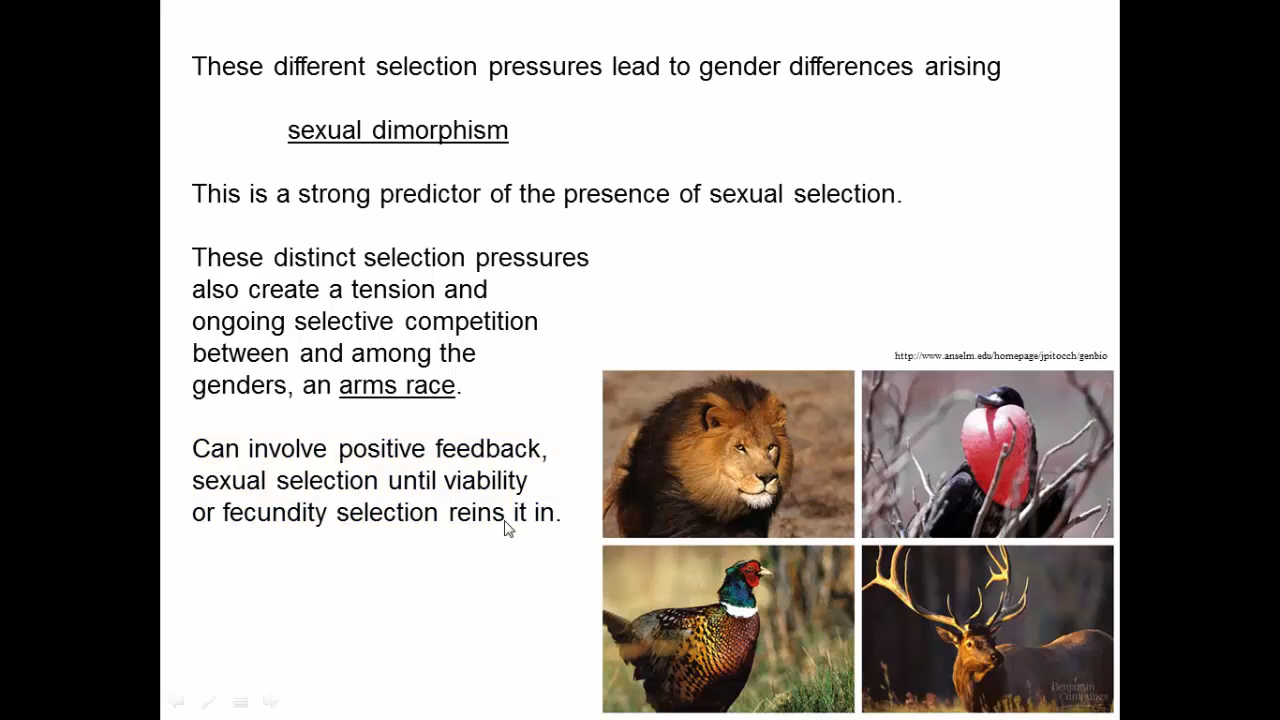 These different selection pressures lead to gender differences arising
sexual dimorphism
This is a strong predictor of the presence of sexual selection.
These distinct selection pressures
also create a tension and
ongoing selective competition
between and among the
genders, an arms race.
http://www.anselm.edu/homepage/jpitocch/genbio
Can involve positive feedback,
sexual selection until viability
or fecundity selection reins it in.
Benjamin
Cummings